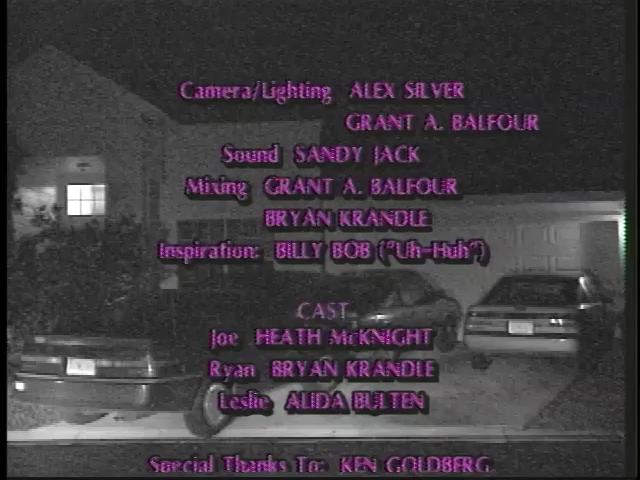 Camera/Lighting ALEX SILVER
GRANT A. BALFOUR
Sound SANDY JACK
Mixing GRANT A. BALFOUR
BRYAN KRANDLE
Inspiration: BILLY BOB ("Uh-Huh")
CAST
Joe HEATH McKNIGHT
Ryan BRYAN KRANDLE
Leslie ALIDA BULTEN
Special Thanks To: KEN GOLDBERG